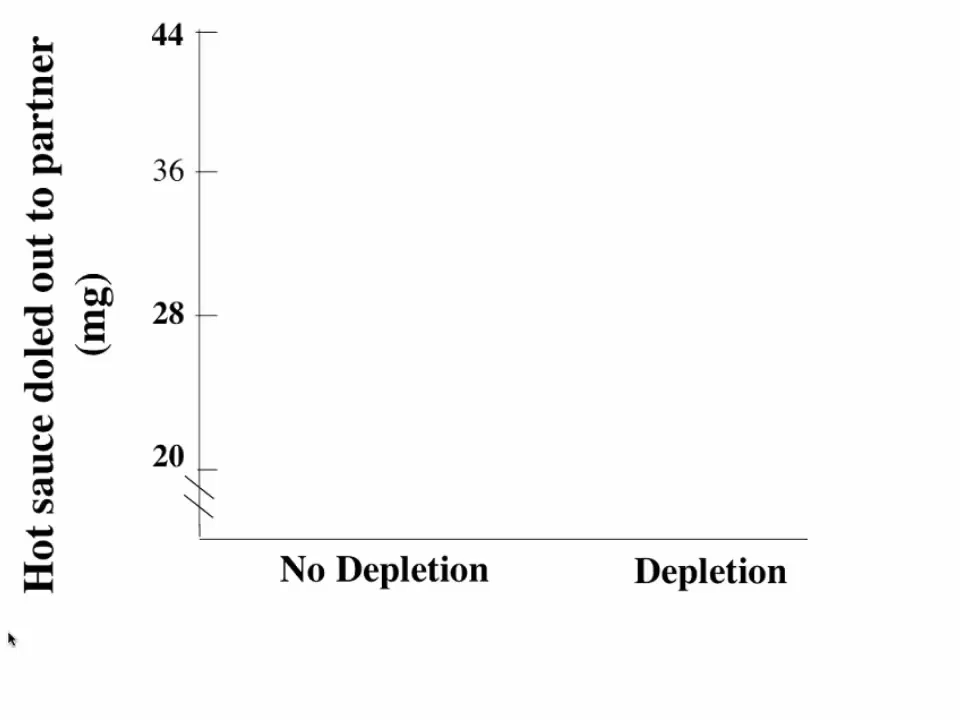 Hot sauce doled out to partner
(mg)
44
36
28
20
No Depletion
Depletion